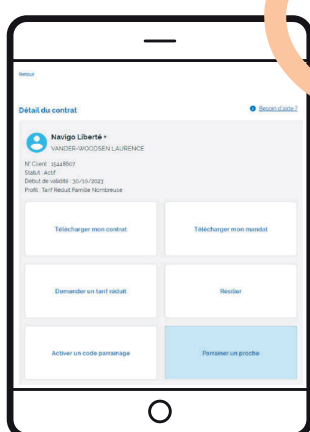 Retour
Détail du contrat
Besoin d'aide ?
Navigo Liberté +
VANDER-WOODSEN LAURENCE
N° Client : 15448607
Statut : Actif
Début de validité : 30/10/2023
Profil : Tarif Réduit Famille Nombreuse
Télécharger mon contrat
Télécharger mon mandat
Demander un tarif réduit
Résilier
Activer un code parrainage
Parrainer un proche